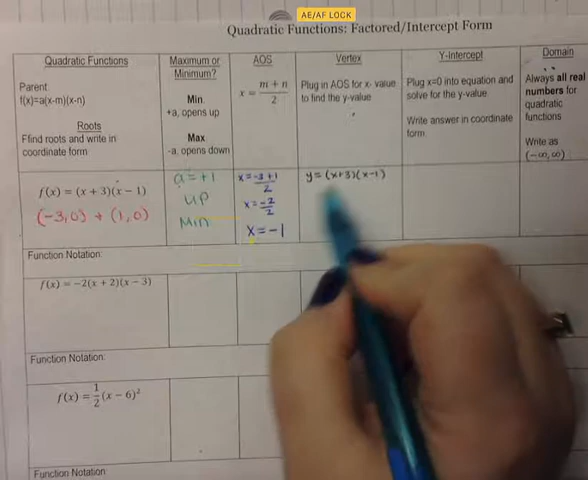 AE/AF LOCK
Quadratic Functions: Factored/Intercept Form
Quadratic Functions
Parent
f(x)=a(x-m)(x-n)
Roots
Ffind roots and write in
coordinate form
Maximum or
Minimum?
Min
+a, opens up
Max
-a, opens down
AOS
x = m + n / 2
Vertex
Plug in AOS for x- value
to find the y-value
Y-intercept
Plug x=0 into equation and
solve for the y-value
Write answer in coordinate
form
Domain
Always all real
numbers for
quadratic
functions
Write as
(-∞, ∞)
f(x) = (x + 3)(x − 1)
(-3,0) + (1,0)
a = +1
UP
Min
x = -3+1 / 2
x = -2 / 2
x = -1
y = (x+3)(x-1)
Function Notation:
f(x) = −2(x + 2)(x − 3)
Function Notation:
f(x) = 1/2 (x − 6)²
Function Notation: